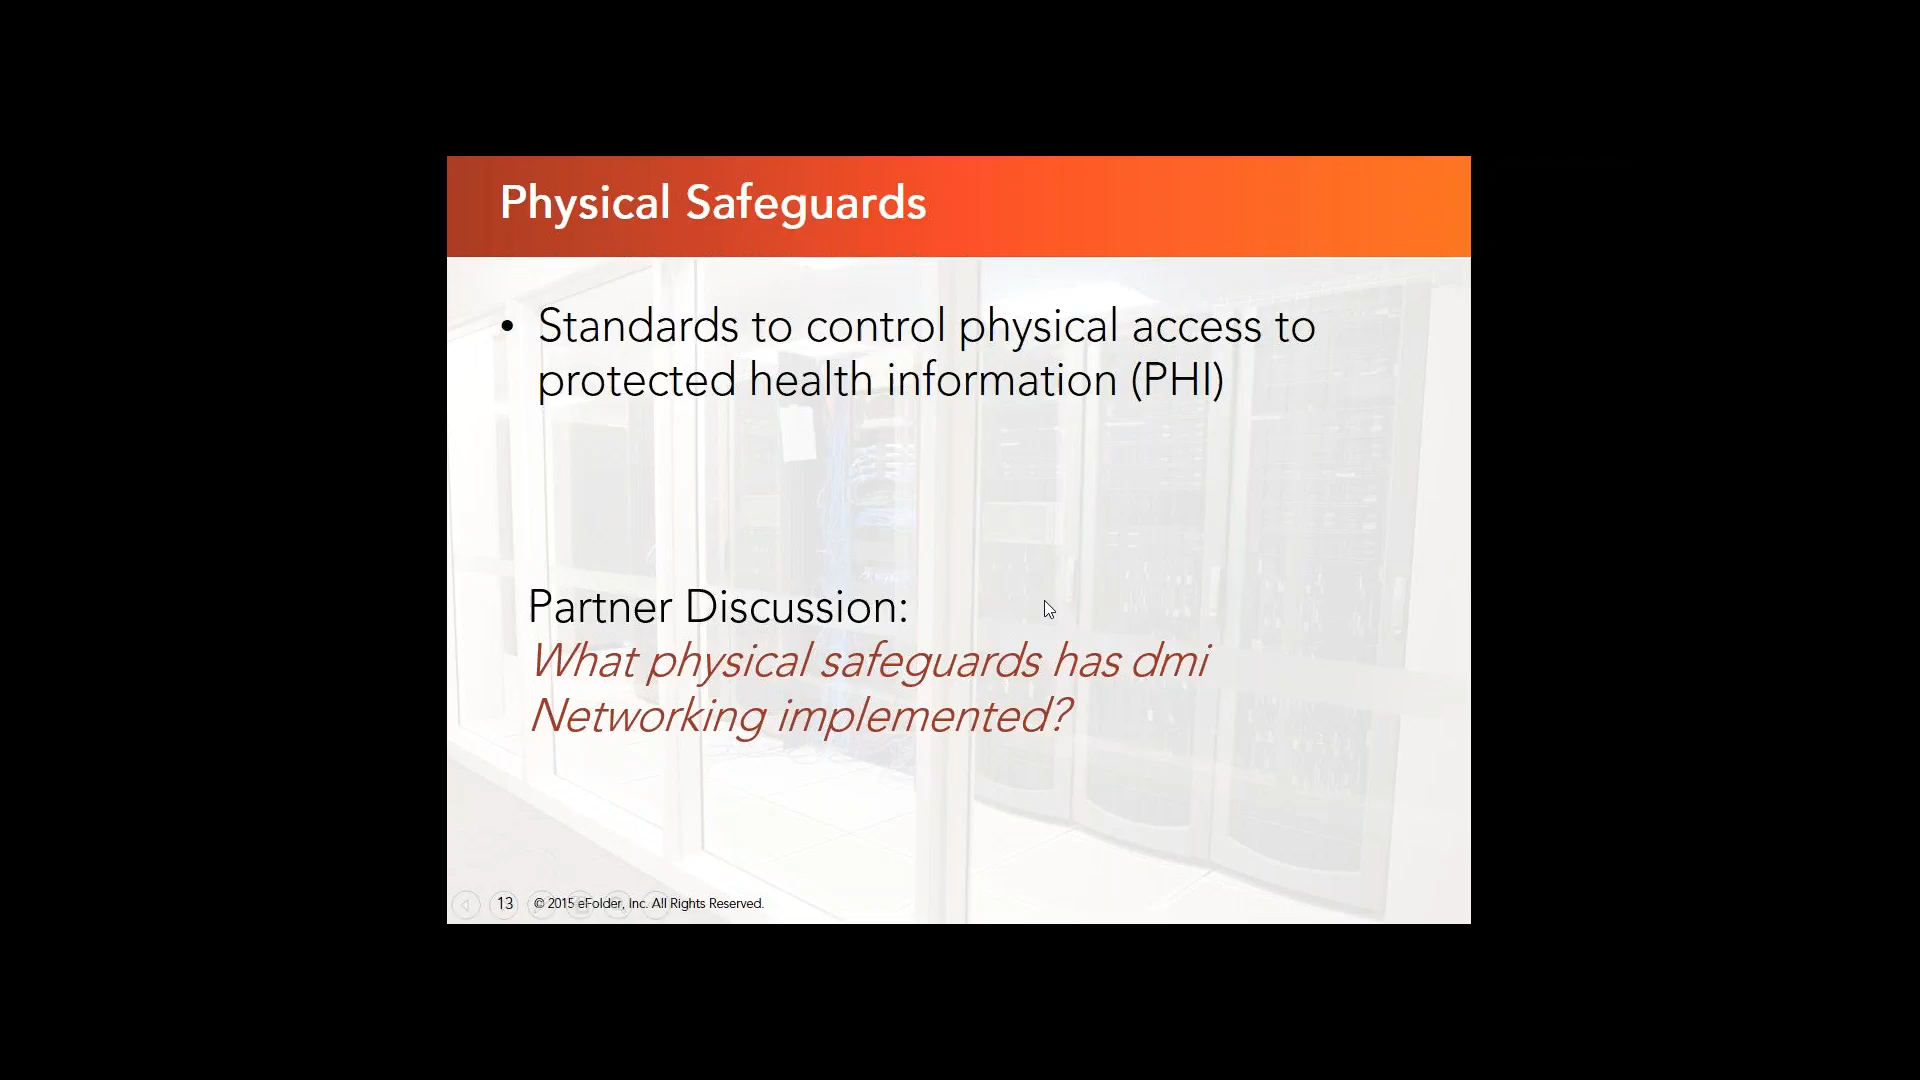 Physical Safeguards
• Standards to control physical access to
protected health information (PHI)
Partner Discussion:
What physical safeguards has dmi
Networking implemented?
13 © 2015 eFolder, Inc. All Rights Reserved.